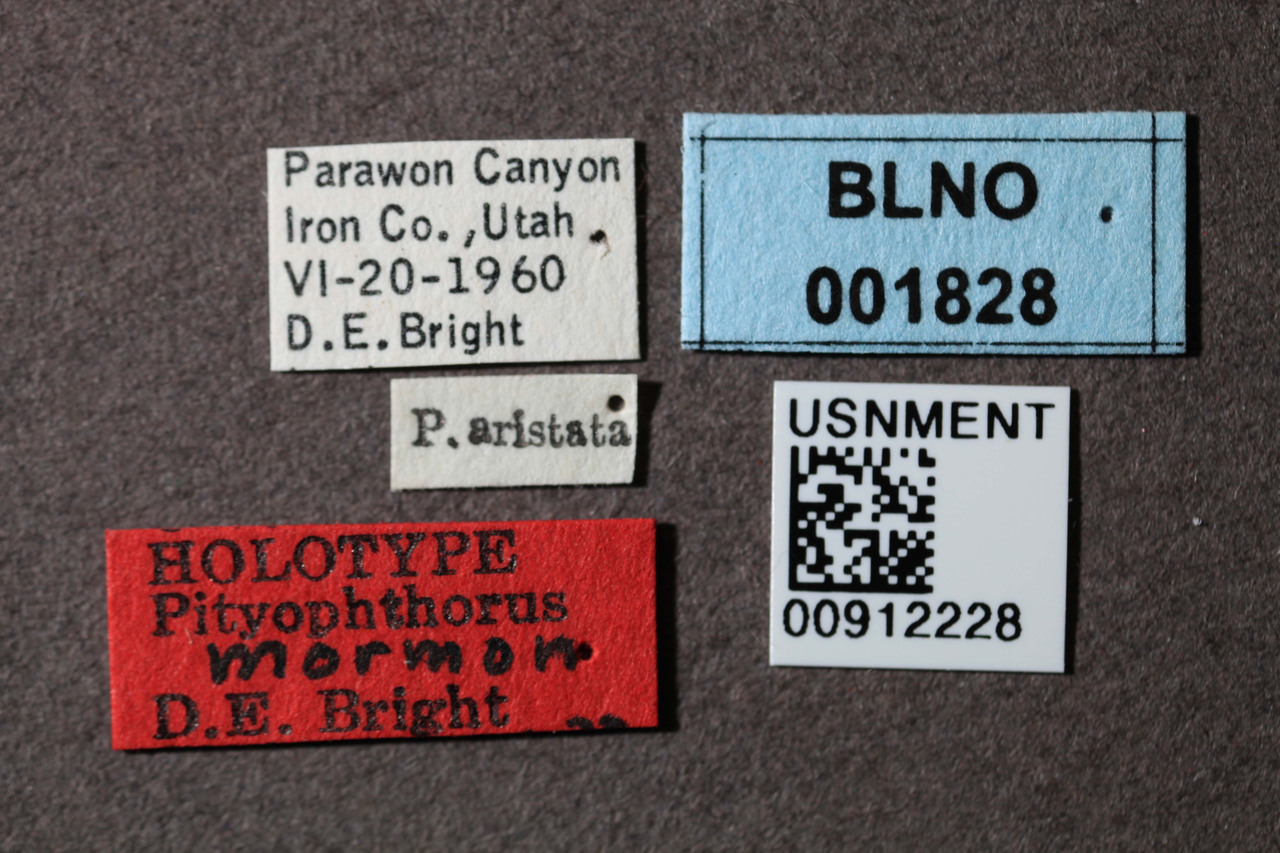 Parawon Canyon
Iron Co.,Utah
VI-20-1960
D.E.Bright
BLNO
001828
P. aristata
USNMENT
00912228
HOLOTYPE
Pityophthorus
mormon
D.E. Bright